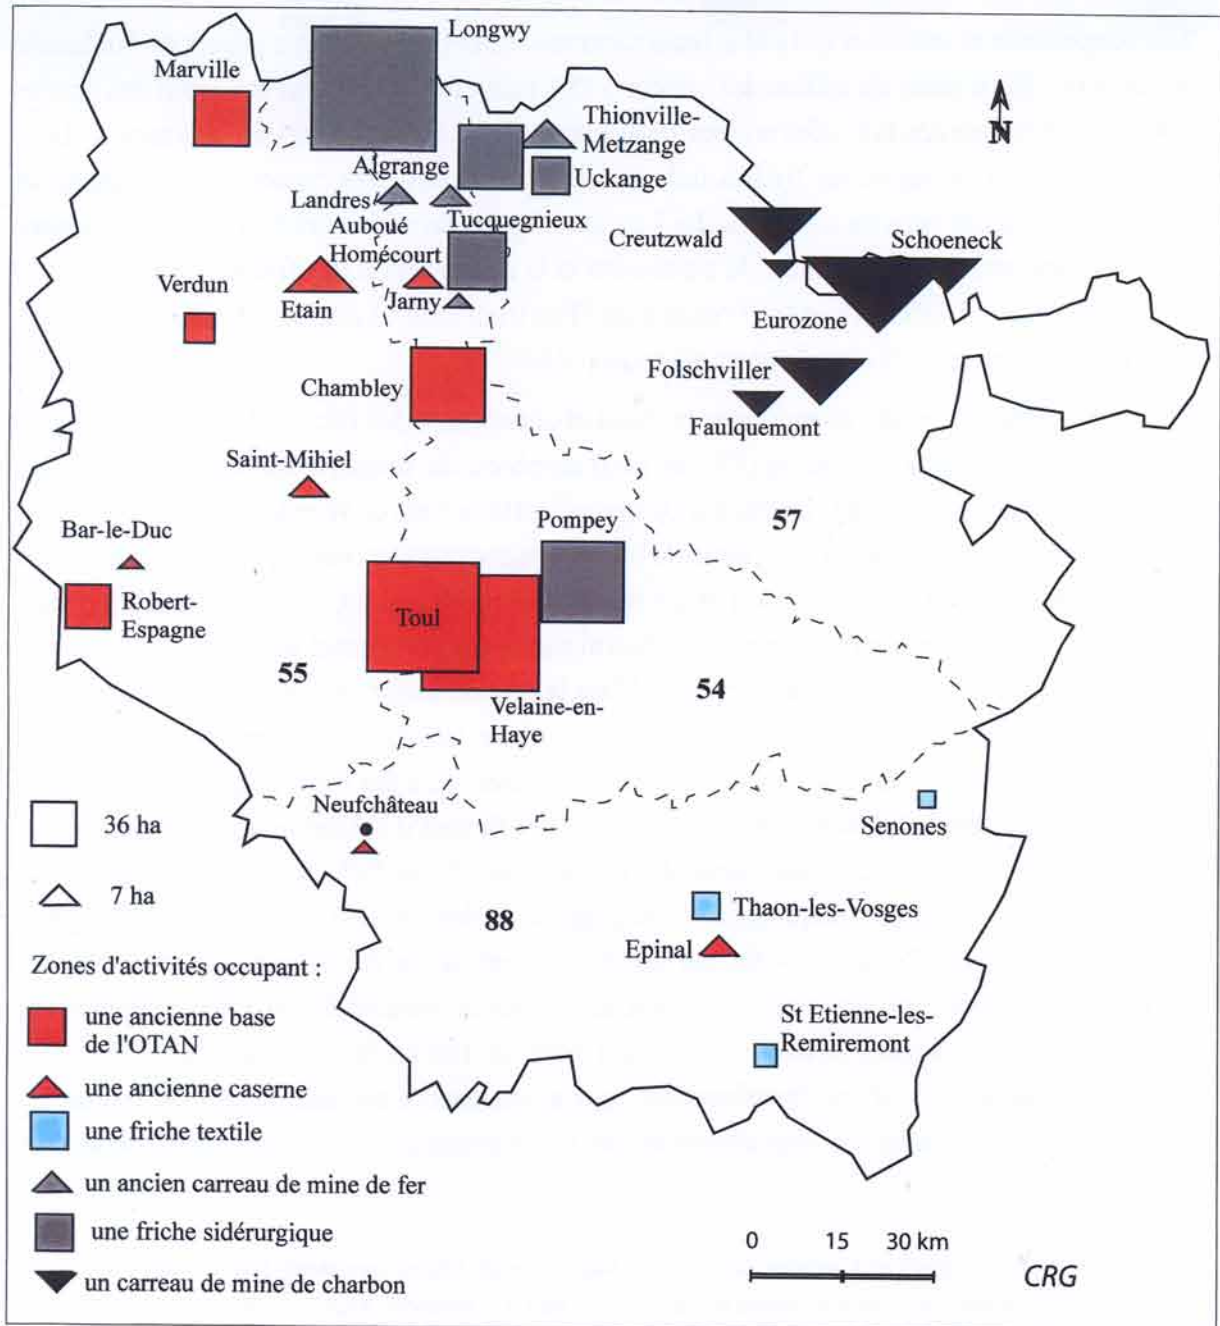 Longwy
Marville
N
Thionville-
Metzange
Algrange
Uckange
Landres
Tucquegnieux
Auboué
Homécourt
Creutzwald
Schoeneck
Verdun
Etain
Jarny
Eurozone
Chambley
Folschviller
Faulquemont
Saint-Mihiel
57
Pompey
Bar-le-Duc
Robert-
Espagne
Toul
55
54
Velaine-en-
Haye
Neufchâteau
Senones
36 ha
7 ha
88
Thaon-les-Vosges
Epinal
Zones d'activités occupant :
une ancienne base
de l'OTAN
St Etienne-les-
Remiremont
une ancienne caserne
une friche textile
un ancien carreau de mine de fer
une friche sidérurgique
un carreau de mine de charbon
0 15 30 km
CRG